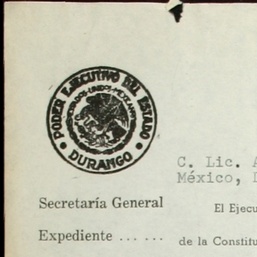 PODER EJECUTIVO DEL ESTADO
ESTADOS UNIDOS MEXICANOS
DURANGO
C. Lic. A
México, D
Secretaría General
El Ejecu
Expediente ... ...
de la Constitu